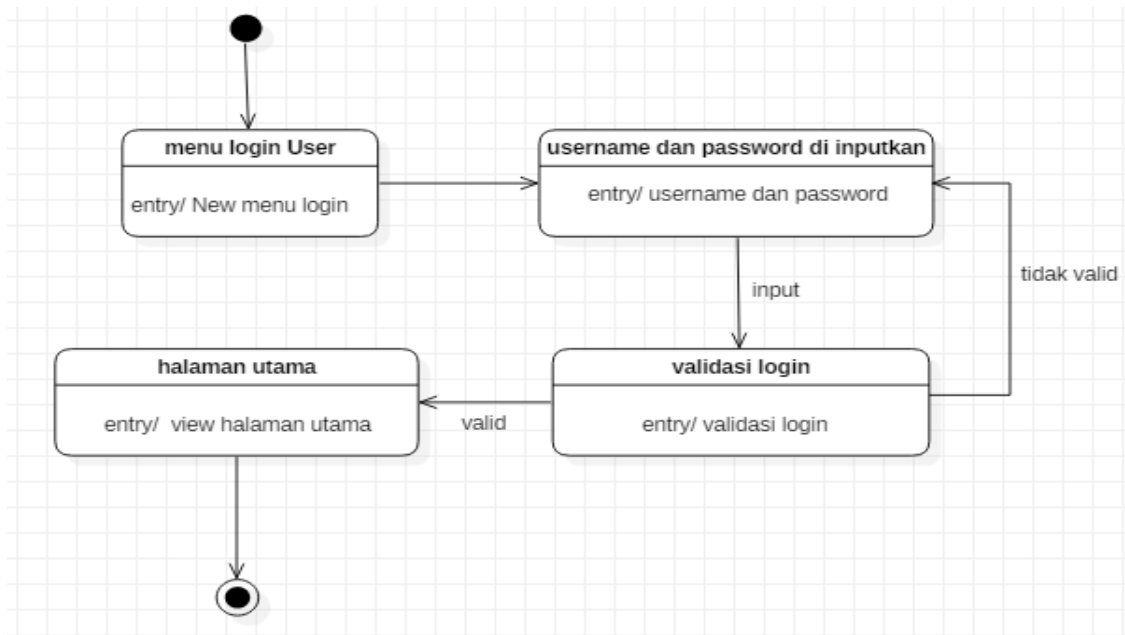 menu login User
entry/ New menu login
username dan password di inputkan
entry/ username dan password
tidak valid
input
halaman utama
entry/ view halaman utama
valid
validasi login
entry/ validasi login